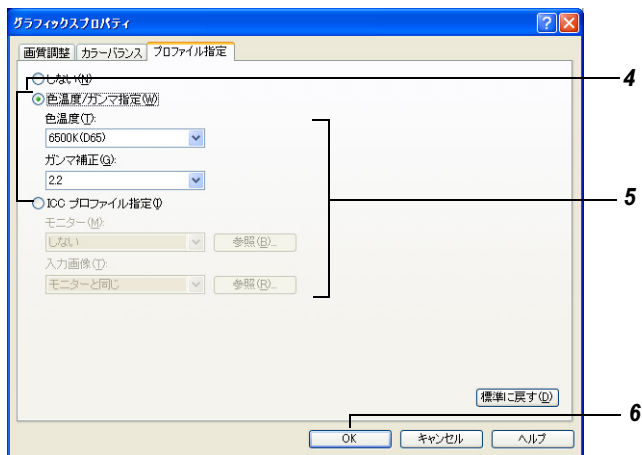 グラフィックスプロパティ
画質調整 カラーバランス プロファイル指定
しない(N)
4
色温度/ガンマ指定(W)
色温度(T):
6500K(D65)
ガンマ補正(G):
2.2
5
ICC プロファイル指定(I)
モニター(M):
しない 参照(B)...
入力画像(T):
モニターと同じ 参照(R)...
標準に戻す(D)
6
OK キャンセル ヘルプ